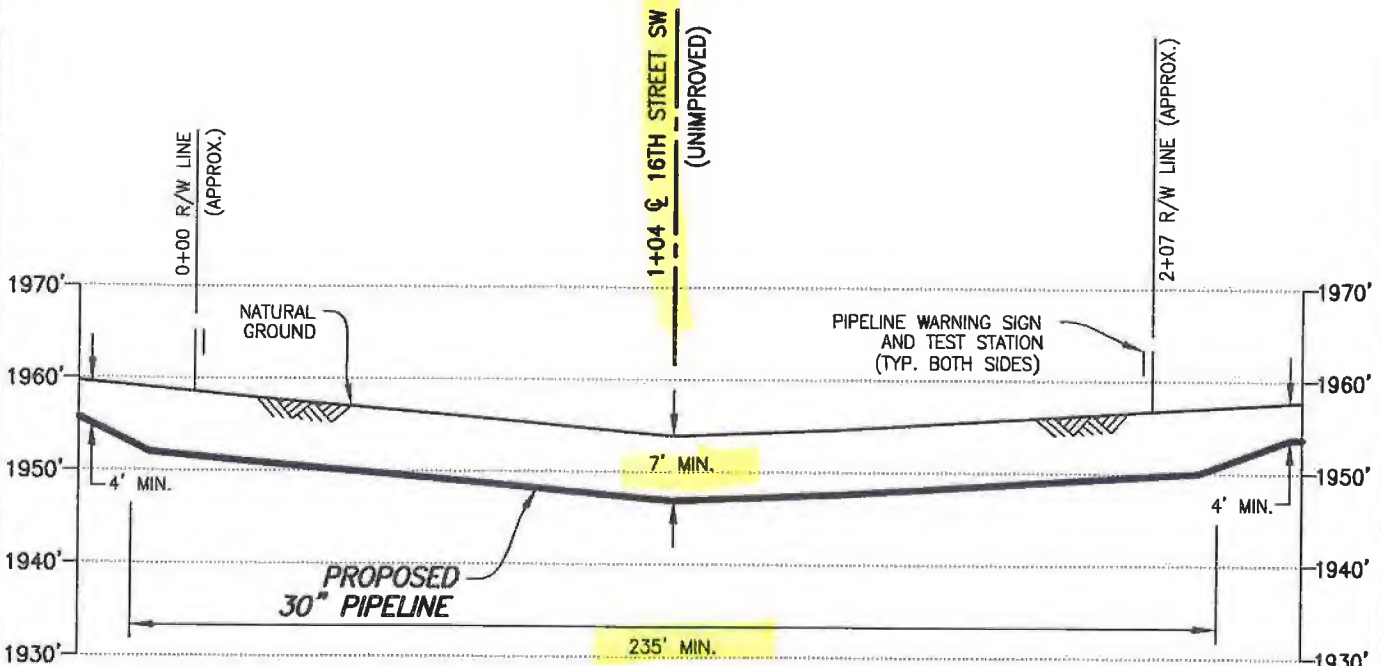 0+00 R/W LINE
(APPROX.)
1+04 ℄ 16TH STREET SW
(UNIMPROVED)
2+07 R/W LINE (APPROX.)
1970'
1970'
NATURAL
GROUND
PIPELINE WARNING SIGN
AND TEST STATION
(TYP. BOTH SIDES)
1960'
1960'
7' MIN.
1950'
1950'
4' MIN.
4' MIN.
1940'
1940'
PROPOSED
30" PIPELINE
235' MIN.
1930'
1930'